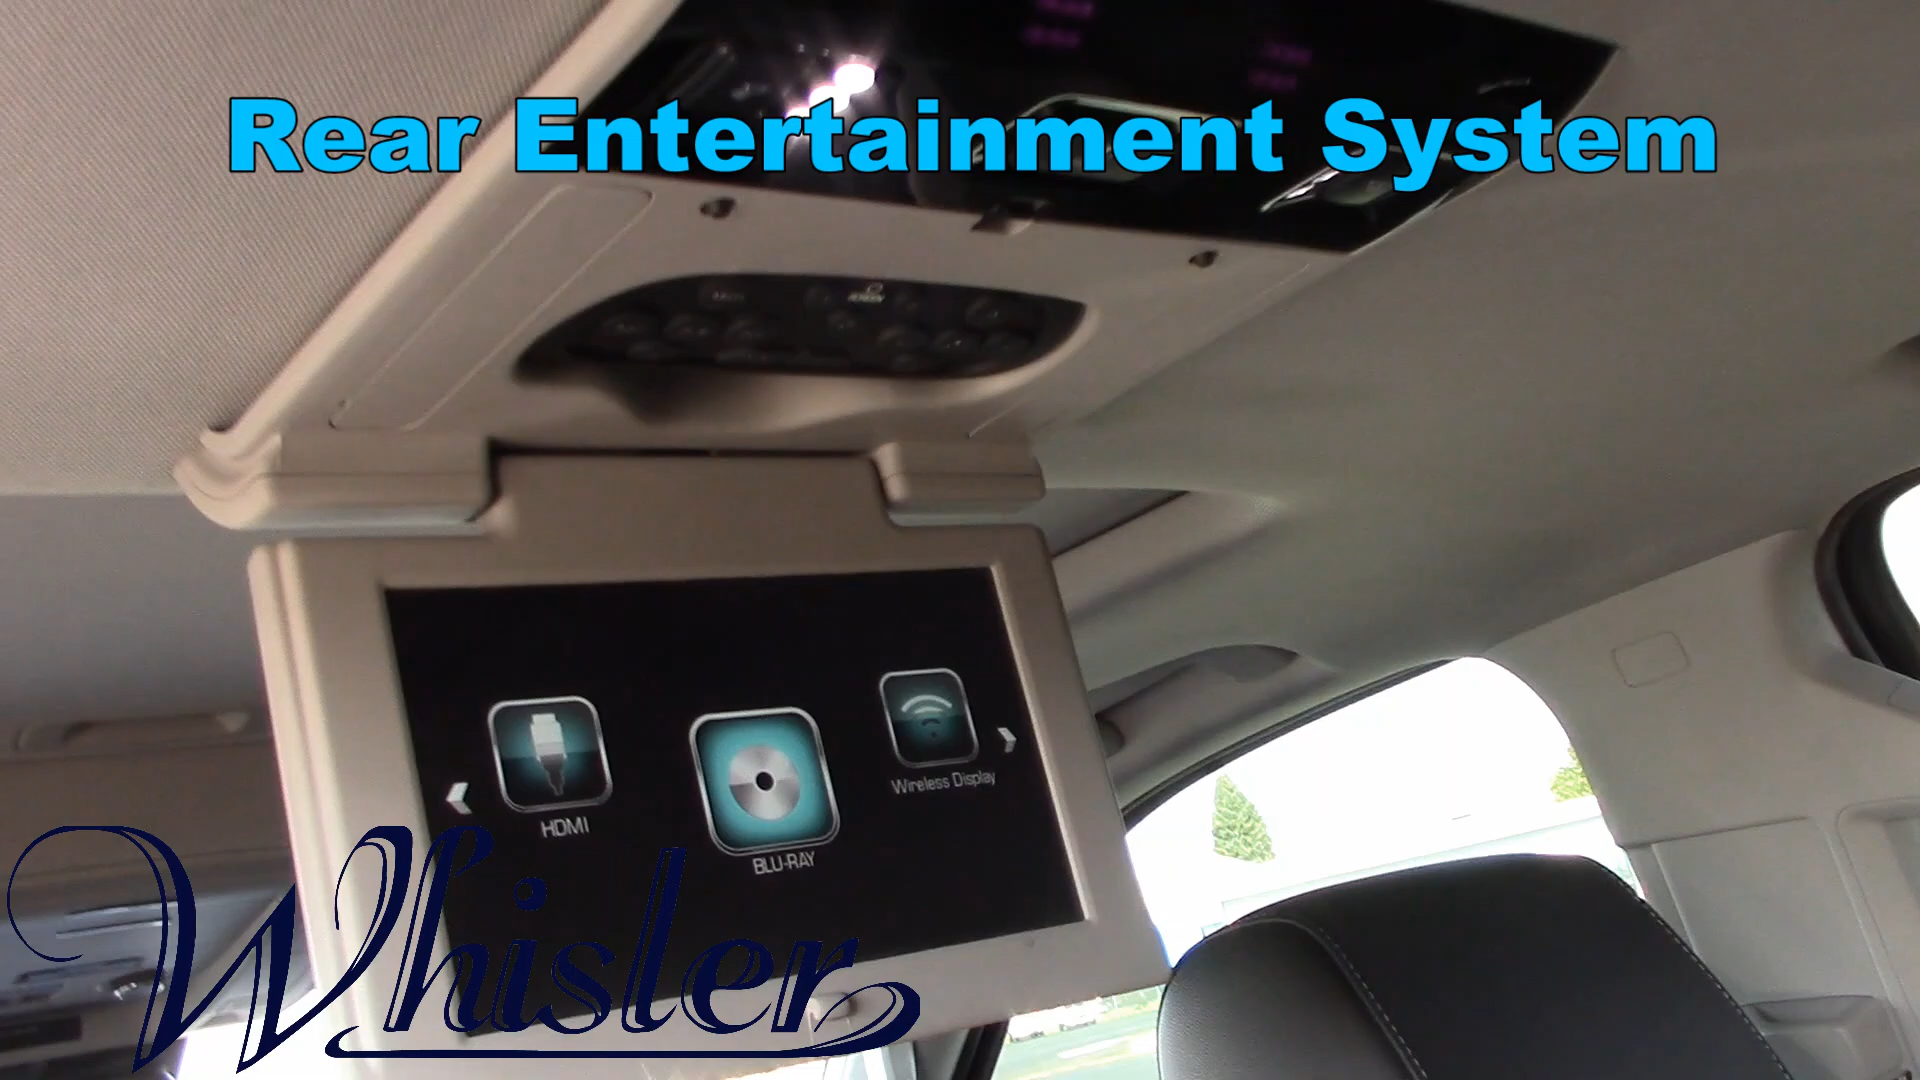 Rear Entertainment System
HDMI
BLU-RAY
Wireless Display
Whisler